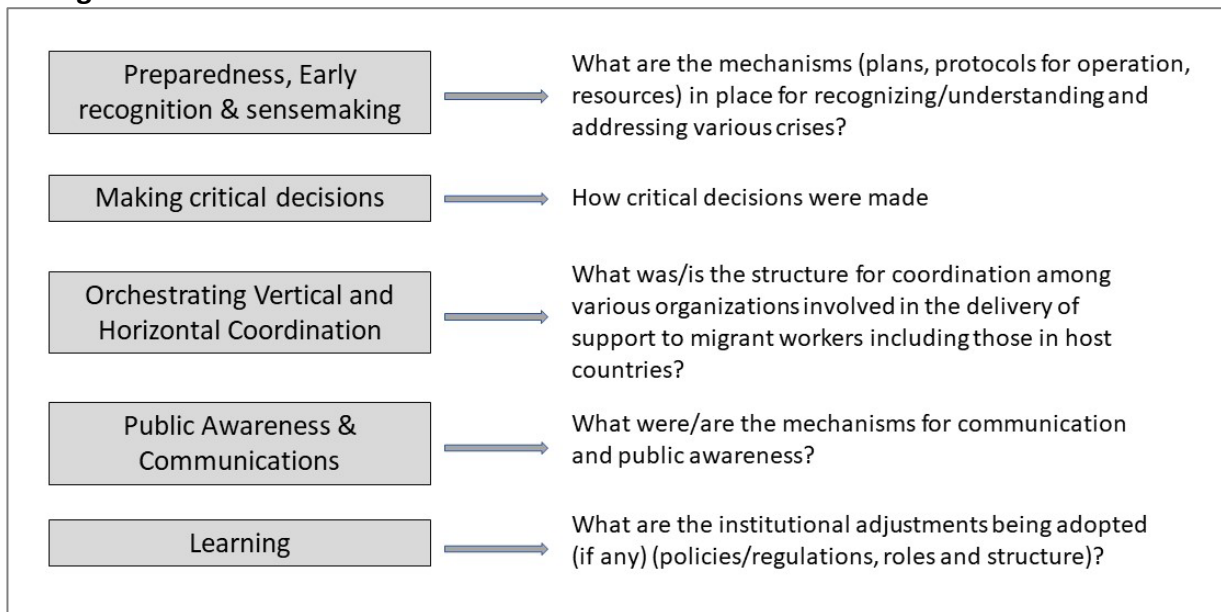 Preparedness, Early
recognition & sensemaking
What are the mechanisms (plans, protocols for operation,
resources) in place for recognizing/understanding and
addressing various crises?
Making critical decisions
How critical decisions were made
Orchestrating Vertical and
Horizontal Coordination
What was/is the structure for coordination among
various organizations involved in the delivery of
support to migrant workers including those in host
countries?
Public Awareness &
Communications
What were/are the mechanisms for communication
and public awareness?
Learning
What are the institutional adjustments being adopted
(if any) (policies/regulations, roles and structure)?